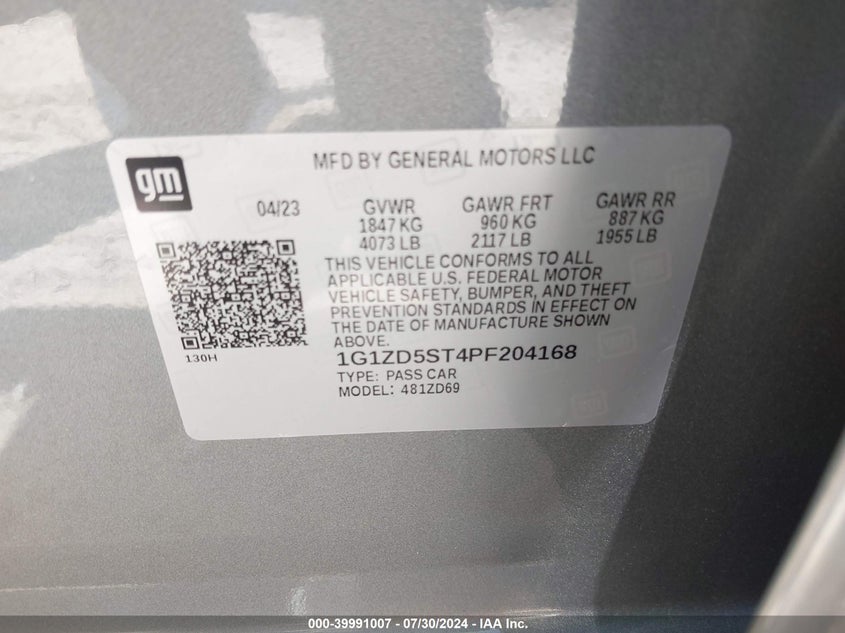 gm
MFD BY GENERAL MOTORS LLC
04/23 GVWR GAWR FRT GAWR RR
1847 KG 960 KG 887 KG
4073 LB 2117 LB 1955 LB
THIS VEHICLE CONFORMS TO ALL
APPLICABLE U.S. FEDERAL MOTOR
VEHICLE SAFETY, BUMPER, AND THEFT
PREVENTION STANDARDS IN EFFECT ON
THE DATE OF MANUFACTURE SHOWN
ABOVE.
130H
1G1ZD5ST4PF204168
TYPE: PASS CAR
MODEL: 481ZD69
000-39991007 - 07/30/2024 - IAA Inc.